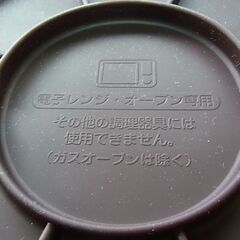 電子レンジ・オーブン専用
その他の調理器具には
使用できません。
(ガスオーブンは除く)